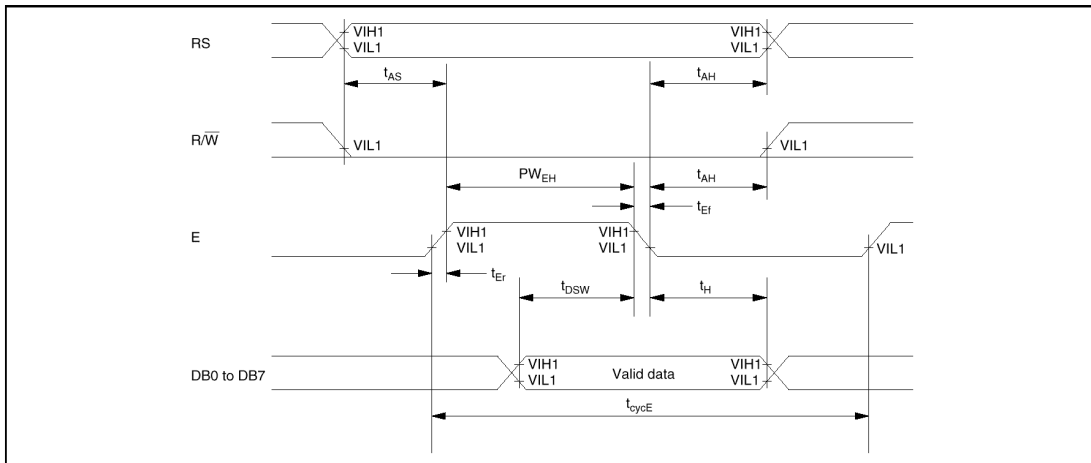 RS
VIH1
VIL1
VIH1
VIL1
tAS
tAH
R/W̅
VIL1
VIL1
PWEH
tAH
tEf
E
VIH1
VIL1
VIH1
VIL1
VIL1
tEr
tDSW
tH
DB0 to DB7
VIH1
VIL1
Valid data
VIH1
VIL1
tcycE